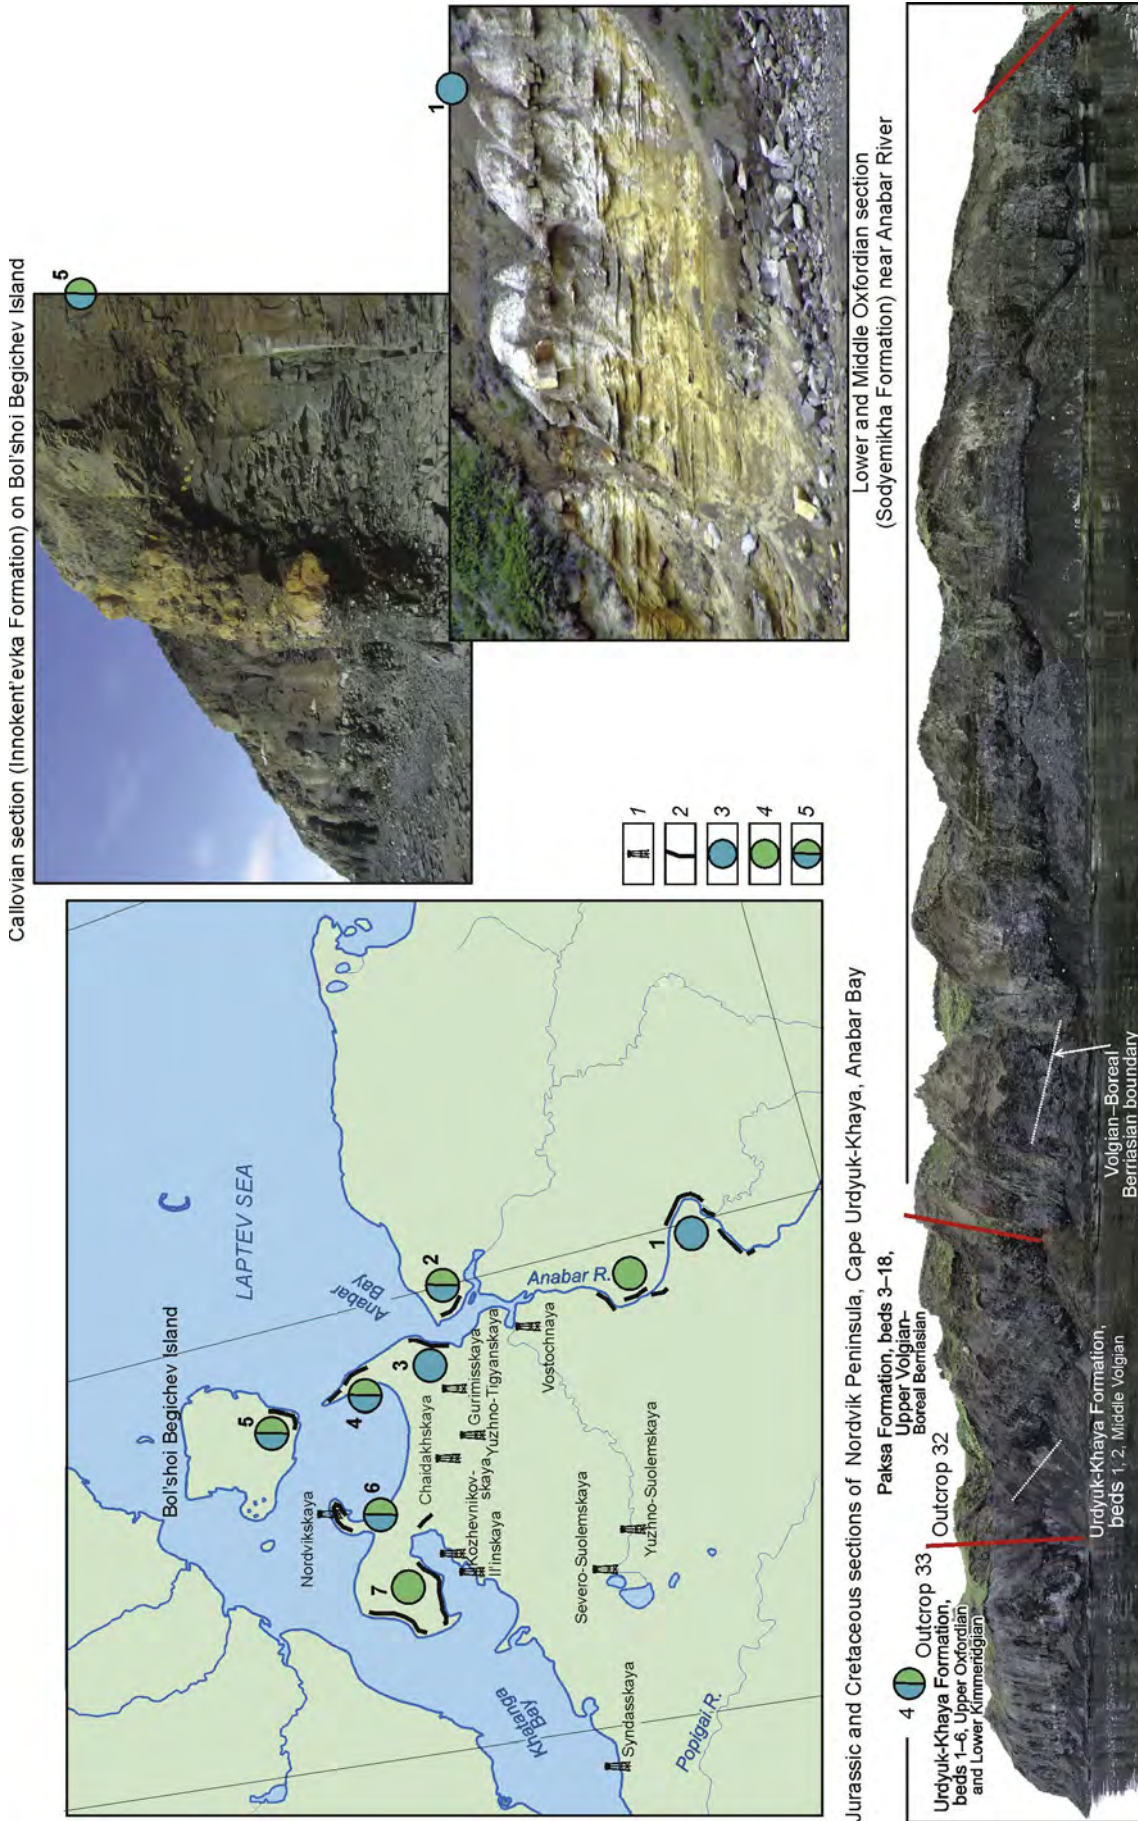 Callovian section (Innokent'evka Formation) on Bol'shoi Begichev Island
5
1
Lower and Middle Oxfordian section
(Sodyemikha Formation) near Anabar River
LAPTEV SEA
Bol'shoi Begichev Island
5
Anabar
Bay
2
3
4
6
7
Nordvikskaya
Chaidakhskaya
Kozhevnikov-
skaya
Il'inskaya
Gurimisskaya
Yuzhno-Tigyanskaya
Vostochnaya
Anabar R.
1
Severo-Suolemskaya
Yuzhno-Suolemskaya
Khatanga
Bay
Syndasskaya
Popigai R.
1
2
3
4
5
Jurassic and Cretaceous sections of Nordvik Peninsula, Cape Urdyuk-Khaya, Anabar Bay
4
Outcrop 33
Outcrop 32
Urdyuk-Khaya Formation,
beds 1–6, Upper Oxfordian
and Lower Kimmeridgian
Paksa Formation, beds 3–18,
Upper Volgian–
Boreal Berriasian
Urdyuk-Khaya Formation,
beds 1, 2, Middle Volgian
Volgian–Boreal
Berriasian boundary